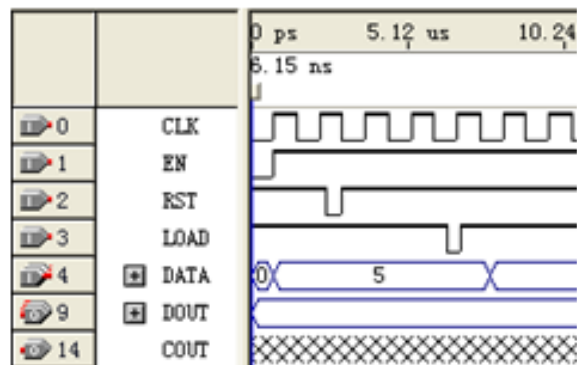 0 ps 5.12 us 10.24
6.15 ns
0 CLK
1 EN
2 RST
3 LOAD
4 DATA 0 5
9 DOUT
14 COUT